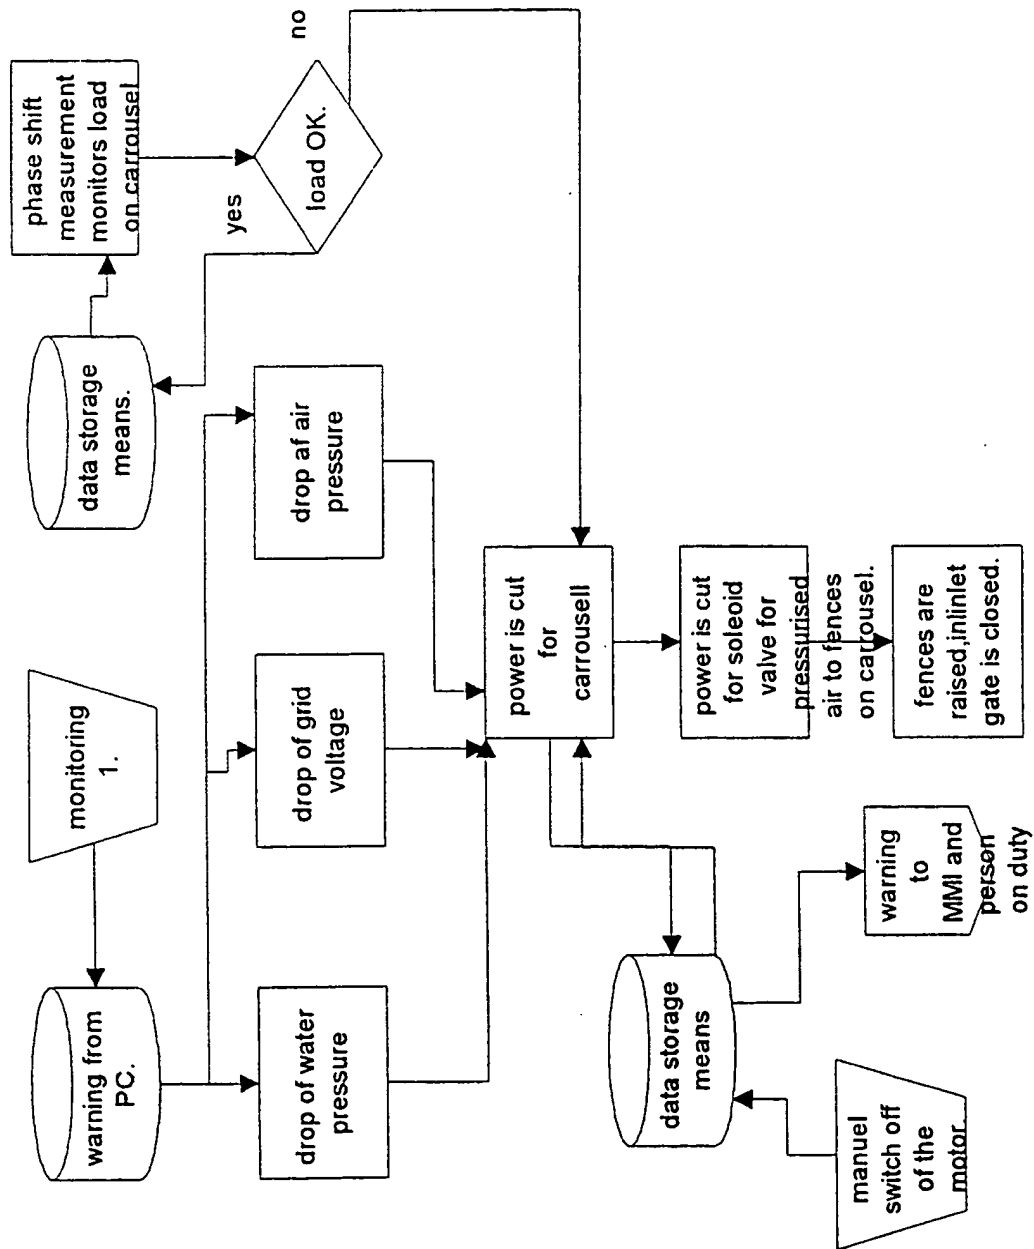 warning from
PC.
monitoring
1.
data storage
means.
phase shift
measurement
monitors load
on carrousel
drop of water
pressure
drop of grid
voltage
drop af air
pressure
yes
load OK.
no
power is cut
for
carrousell
data storage
means
power is cut
for soleoid
valve for
pressurised
air to fences
on carrousel.
manuel
switch off
of the
motor
warning
to
MMI and
person
on duty
fences are
raised,inlinlet
gate is closed.